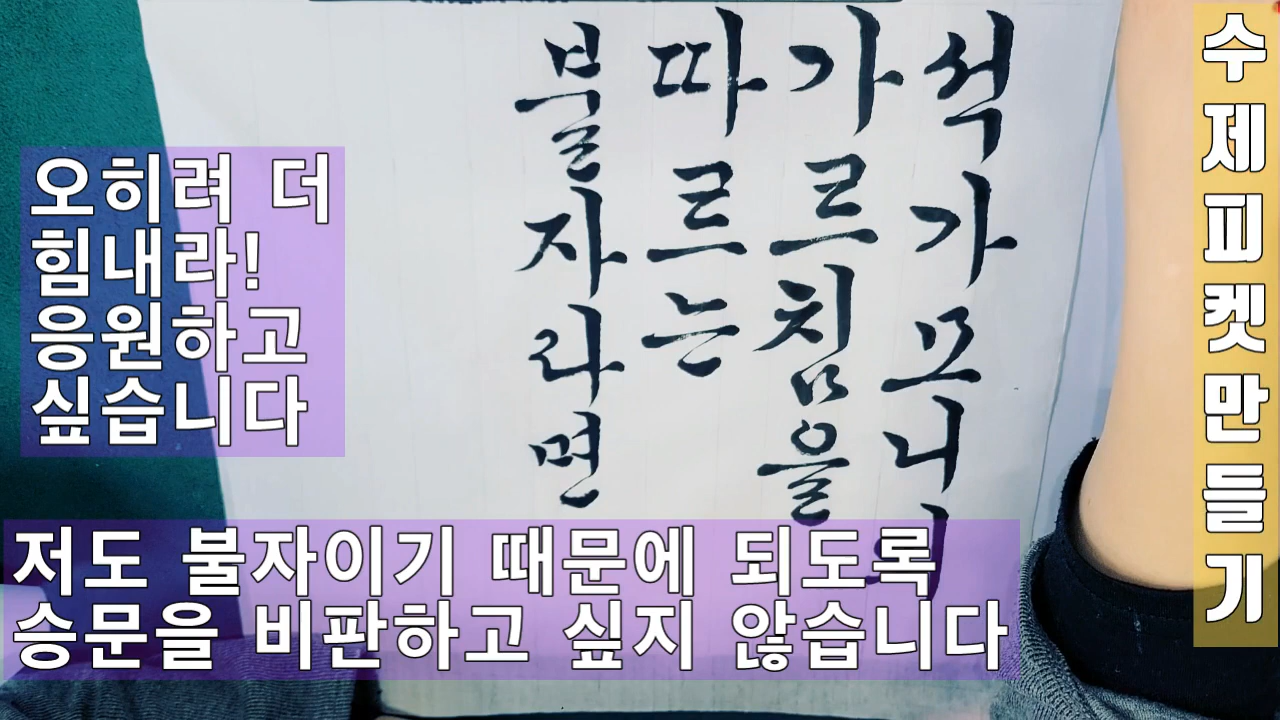 석가모니
가르침을
따르는
불자라면
수제피켓만들기
오히려 더
힘내라!
응원하고
싶습니다
저도 불자이기 때문에 되도록
승문을 비판하고 싶지 않습니다